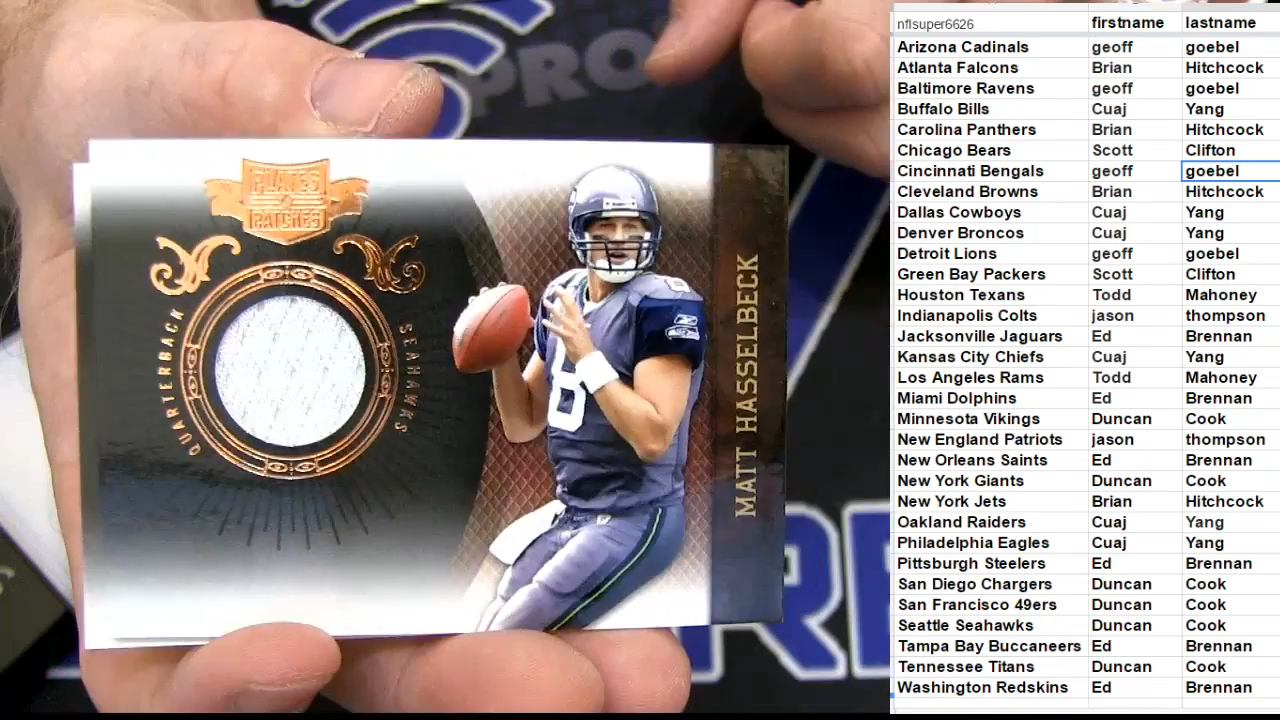 PRO
PLATES
&
PATCHES
QUARTERBACK
SEAHAWKS
8
8
MATT HASSELBECK
RE
nflsuper6626 firstname lastname
Arizona Cadinals geoff goebel
Atlanta Falcons Brian Hitchcock
Baltimore Ravens geoff goebel
Buffalo Bills Cuaj Yang
Carolina Panthers Brian Hitchcock
Chicago Bears Scott Clifton
Cincinnati Bengals geoff goebel
Cleveland Browns Brian Hitchcock
Dallas Cowboys Cuaj Yang
Denver Broncos Cuaj Yang
Detroit Lions geoff goebel
Green Bay Packers Scott Clifton
Houston Texans Todd Mahoney
Indianapolis Colts jason thompson
Jacksonville Jaguars Ed Brennan
Kansas City Chiefs Cuaj Yang
Los Angeles Rams Todd Mahoney
Miami Dolphins Ed Brennan
Minnesota Vikings Duncan Cook
New England Patriots jason thompson
New Orleans Saints Ed Brennan
New York Giants Duncan Cook
New York Jets Brian Hitchcock
Oakland Raiders Cuaj Yang
Philadelphia Eagles Cuaj Yang
Pittsburgh Steelers Ed Brennan
San Diego Chargers Duncan Cook
San Francisco 49ers Duncan Cook
Seattle Seahawks Duncan Cook
Tampa Bay Buccaneers Ed Brennan
Tennessee Titans Duncan Cook
Washington Redskins Ed Brennan